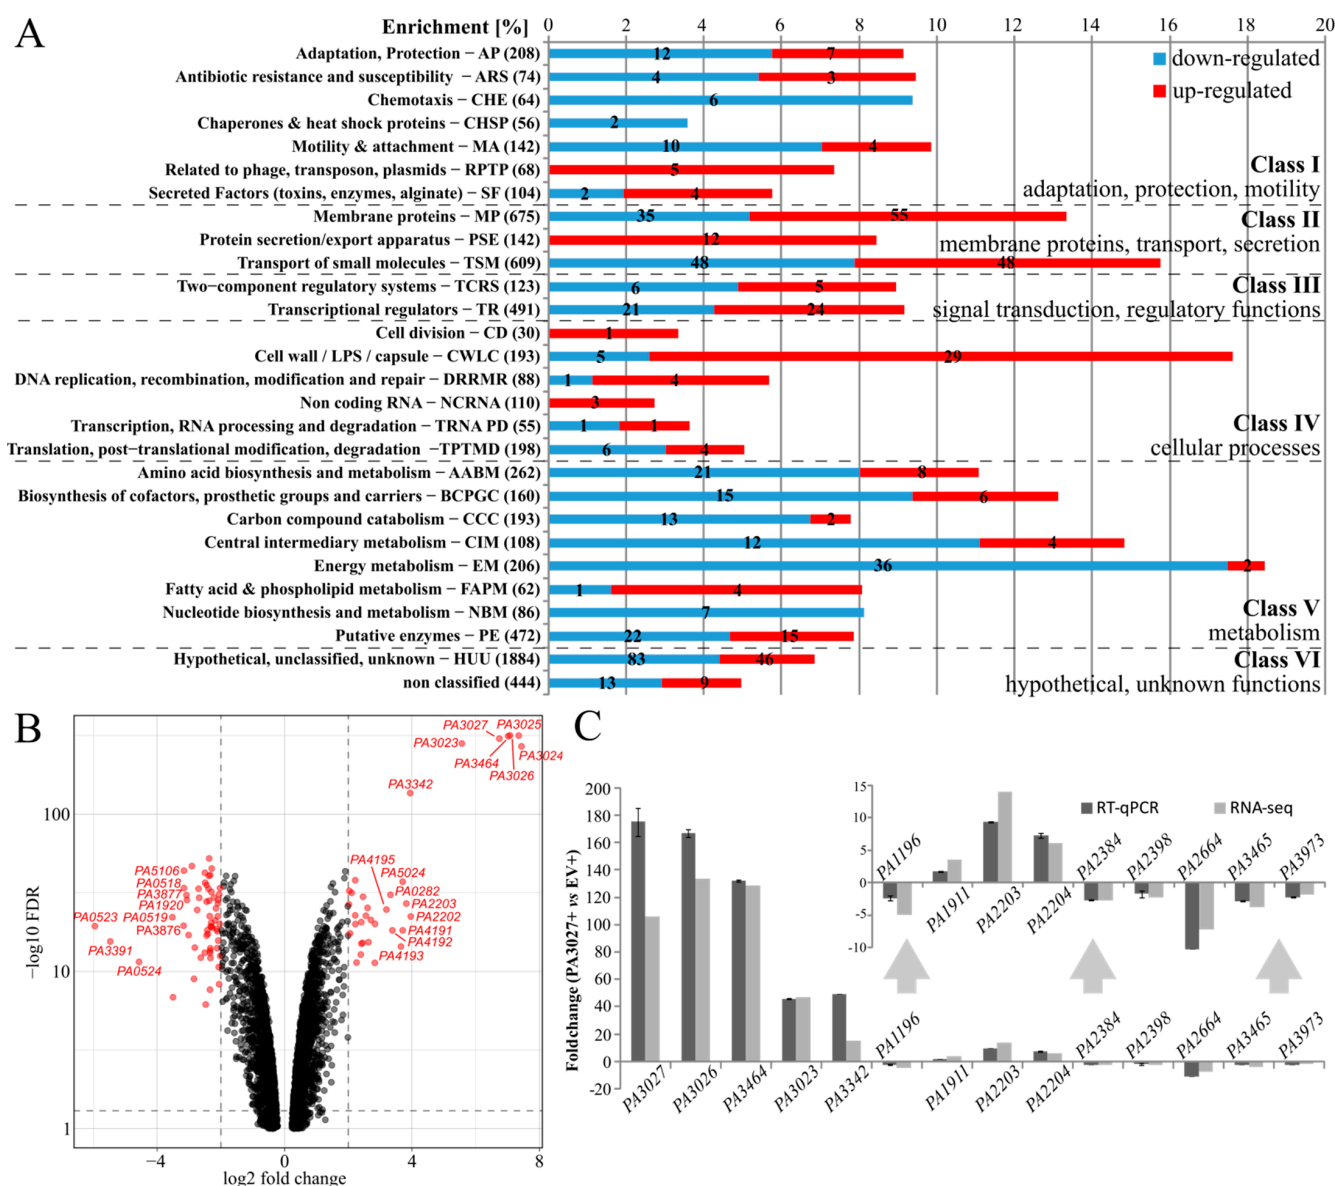 A
Enrichment [%]
0 2 4 6 8 10 12 14 16 18 20
down-regulated
up-regulated
Adaptation, Protection − AP (208) 12 7
Antibiotic resistance and susceptibility − ARS (74) 4 3
Chemotaxis − CHE (64) 6
Chaperones & heat shock proteins − CHSP (56) 2
Motility & attachment − MA (142) 10 4
Related to phage, transposon, plasmids − RPTP (68) 5
Secreted Factors (toxins, enzymes, alginate) − SF (104) 2 4
Class I
adaptation, protection, motility
Membrane proteins − MP (675) 35 55
Protein secretion/export apparatus − PSE (142) 12
Transport of small molecules − TSM (609) 48 48
Class II
membrane proteins, transport, secretion
Two−component regulatory systems − TCRS (123) 6 5
Transcriptional regulators − TR (491) 21 24
Class III
signal transduction, regulatory functions
Cell division − CD (30) 1
Cell wall / LPS / capsule − CWLC (193) 5 29
DNA replication, recombination, modification and repair − DRRMR (88) 1 4
Non coding RNA − NCRNA (110) 3
Transcription, RNA processing and degradation − TRNA PD (55) 1 1
Translation, post−translational modification, degradation −TPTMD (198) 6 4
Class IV
cellular processes
Amino acid biosynthesis and metabolism − AABM (262) 21 8
Biosynthesis of cofactors, prosthetic groups and carriers − BCPGC (160) 15 6
Carbon compound catabolism − CCC (193) 13 2
Central intermediary metabolism − CIM (108) 12 4
Energy metabolism − EM (206) 36 2
Fatty acid & phospholipid metabolism − FAPM (62) 1 4
Nucleotide biosynthesis and metabolism − NBM (86) 7
Putative enzymes − PE (472) 22 15
Class V
metabolism
Hypothetical, unclassified, unknown − HUU (1884) 83 46
non classified (444) 13 9
Class VI
hypothetical, unknown functions
B
−log10 FDR
100
10
1
−4 0 4 8
log2 fold change
PA3027
PA3025
PA3023
PA3024
PA3464
PA3026
PA3342
PA5106
PA0518
PA3877
PA1920
PA0523
PA0519
PA3876
PA3391
PA0524
PA4195
PA5024
PA0282
PA2203
PA2202
PA4191
PA4192
PA4193
C
Foldchange (PA3027+ vs EV+)
200
180
160
140
120
100
80
60
40
20
0
-20
PA3027
PA3026
PA3464
PA3023
PA3342
PA1196
PA1911
PA2203
PA2204
PA2384
PA2398
PA2664
PA3465
PA3973
15
10
5
0
-5
-10
RT-qPCR
RNA-seq
PA1196
PA1911
PA2203
PA2204
PA2384
PA2398
PA2664
PA3465
PA3973